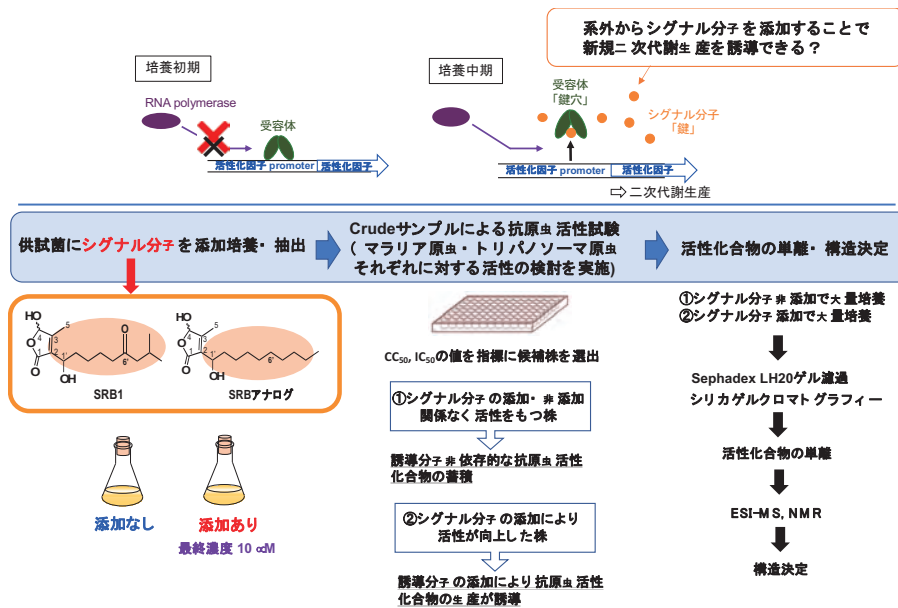 系外からシグナル分子を添加することで
新規二次代謝生産を誘導できる？
培養初期
RNA polymerase
受容体
活性化因子 promoter
活性化因子
培養中期
受容体
「鍵穴」
シグナル分子
「鍵」
活性化因子 promoter
活性化因子
⇨二次代謝生産
供試菌にシグナル分子を添加培養・抽出
Crudeサンプルによる抗原虫活性試験
（マラリア原虫・トリパノソーマ原虫
それぞれに対する活性の検討を実施)
活性化合物の単離・構造決定
HO
5
4
3
O
1
2
1'
O
OH
O
6'
SRB1
HO
5
4
3
O
1
2
1'
O
OH
6'
SRBアナログ
添加なし
添加あり
最終濃度 10 αM
CC50, IC50の値を指標に候補株を選出
①シグナル分子の添加・非添加
関係なく活性をもつ株
誘導分子非依存的な抗原虫活性
化合物の蓄積
②シグナル分子の添加により
活性が向上した株
誘導分子の添加により抗原虫活性
化合物の生産が誘導
①シグナル分子非添加で大量培養
②シグナル分子添加で大量培養
Sephadex LH20ゲル濾過
シリカゲルクロマトグラフィー
活性化合物の単離
ESI-MS, NMR
構造決定